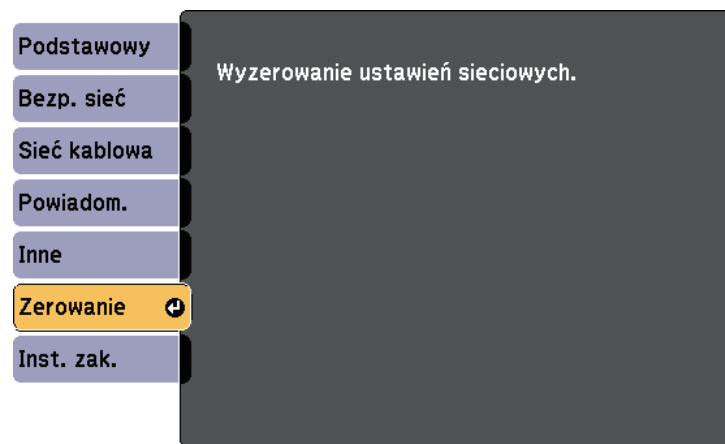 Podstawowy
Bezp. sieć
Sieć kablowa
Powiadom.
Inne
Zerowanie
Inst. zak.
Wyzerowanie ustawień sieciowych.